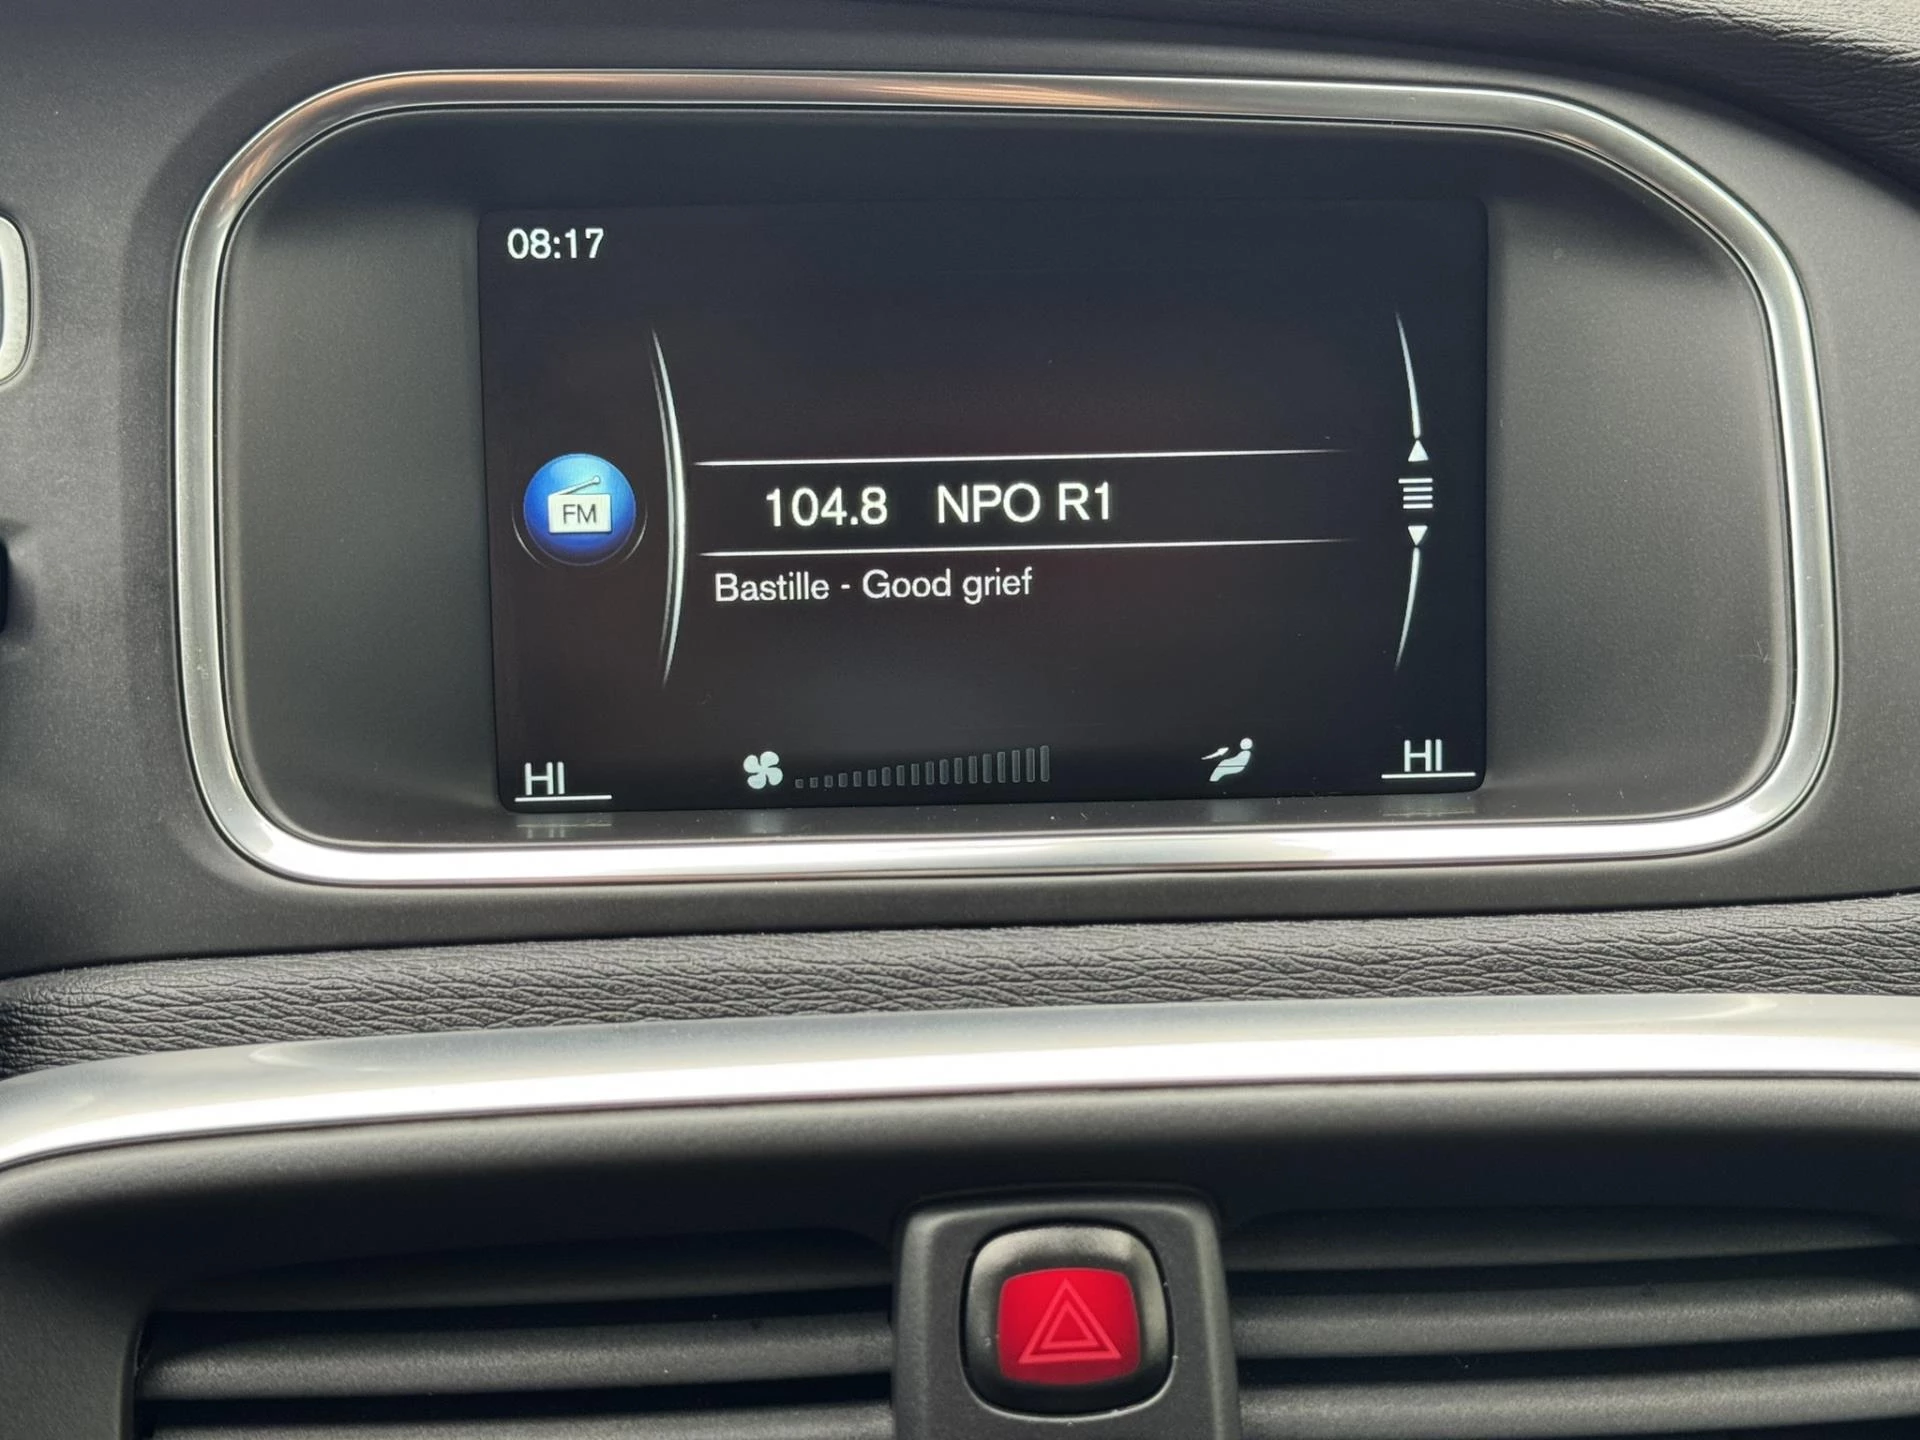 08:17
FM
104.8 NPO R1
Bastille - Good grief
HI
HI